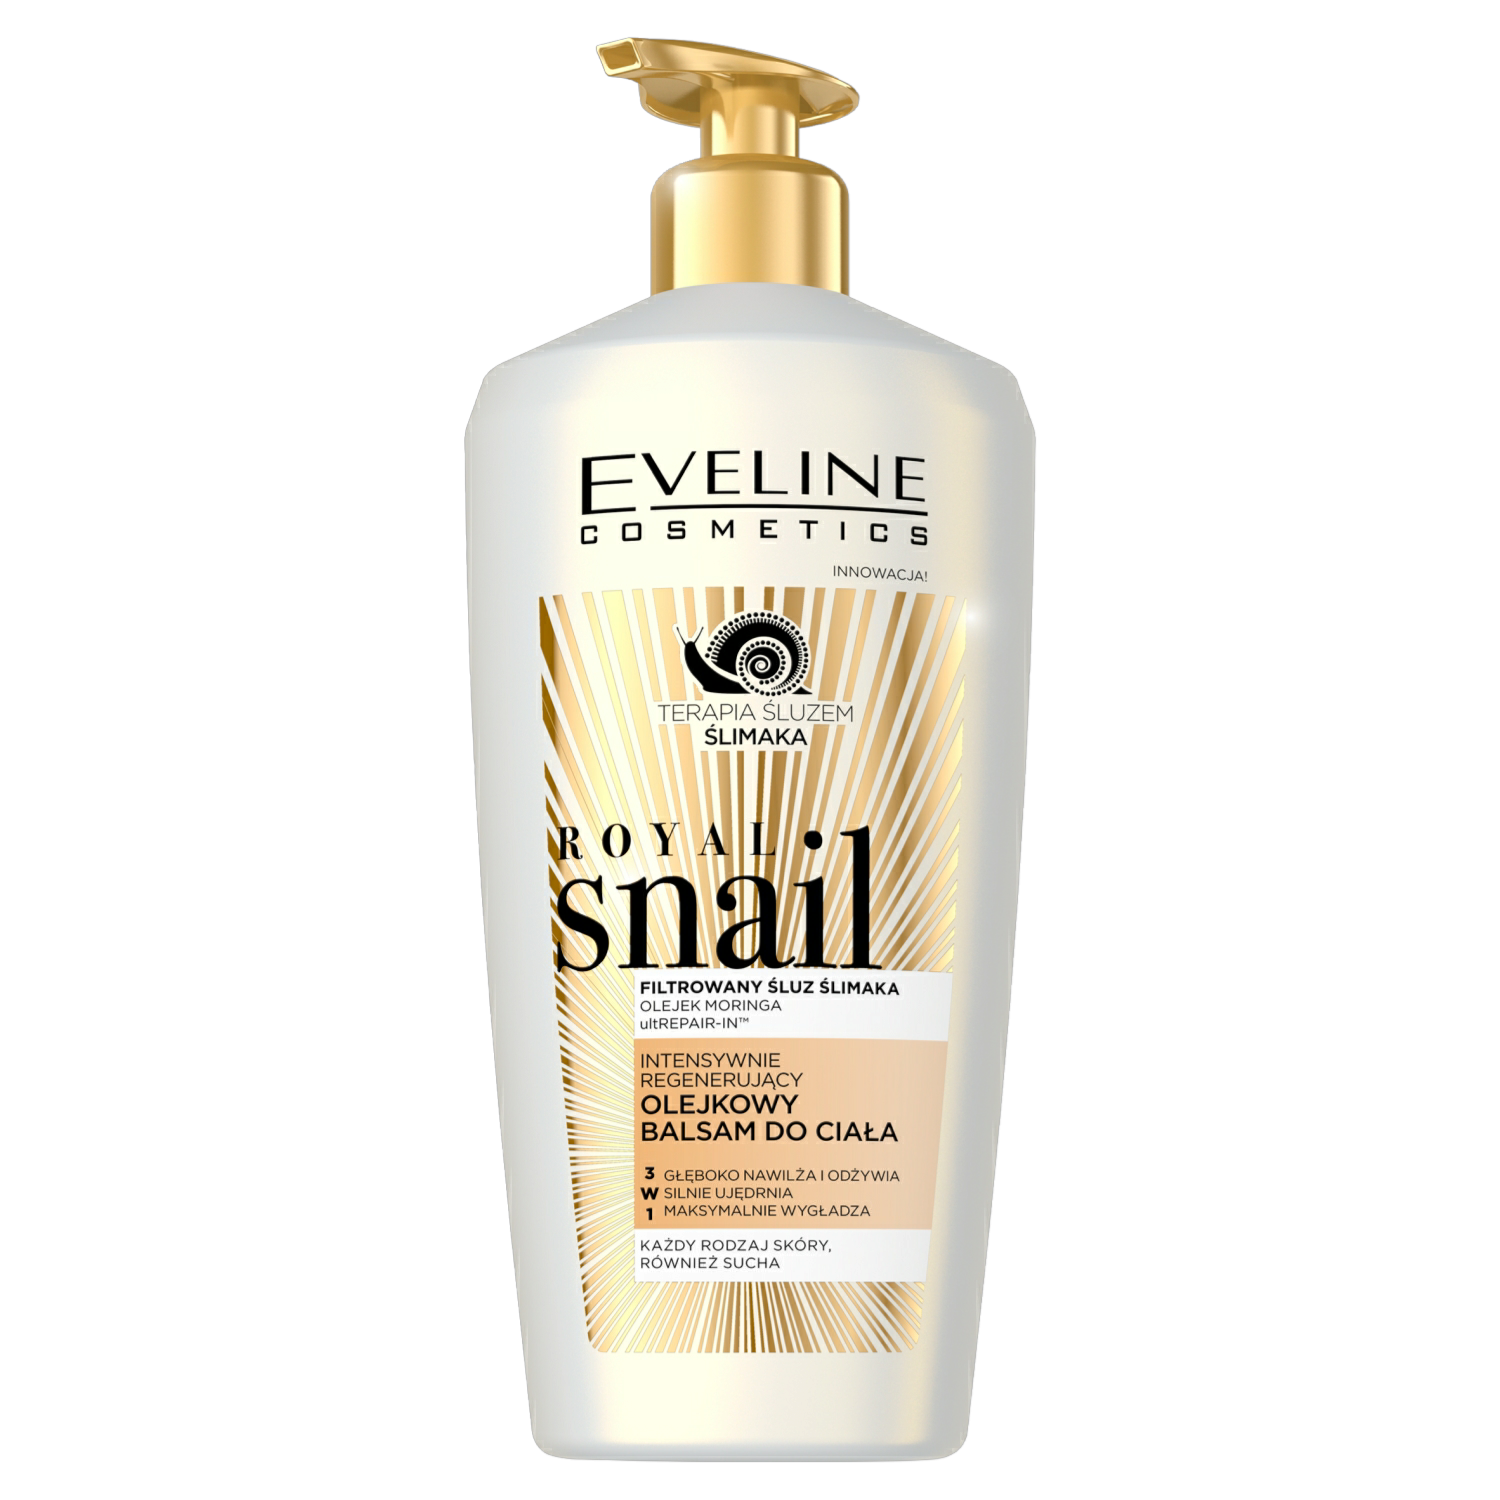 EVELINE
COSMETICS
INNOWACJA!
TERAPIA ŚLUZEM
ŚLIMAKA
ROYAL
snail
FILTROWANY ŚLUZ ŚLIMAKA
OLEJEK MORINGA
ultREPAIR-IN™
INTENSYWNIE
REGENERUJĄCY
OLEJKOWY
BALSAM DO CIAŁA
3 GŁĘBOKO NAWILŻA I ODŻYWIA
W SILNIE UJĘDRNIA
1 MAKSYMALNIE WYGŁADZA
KAŻDY RODZAJ SKÓRY,
RÓWNIEŻ SUCHA